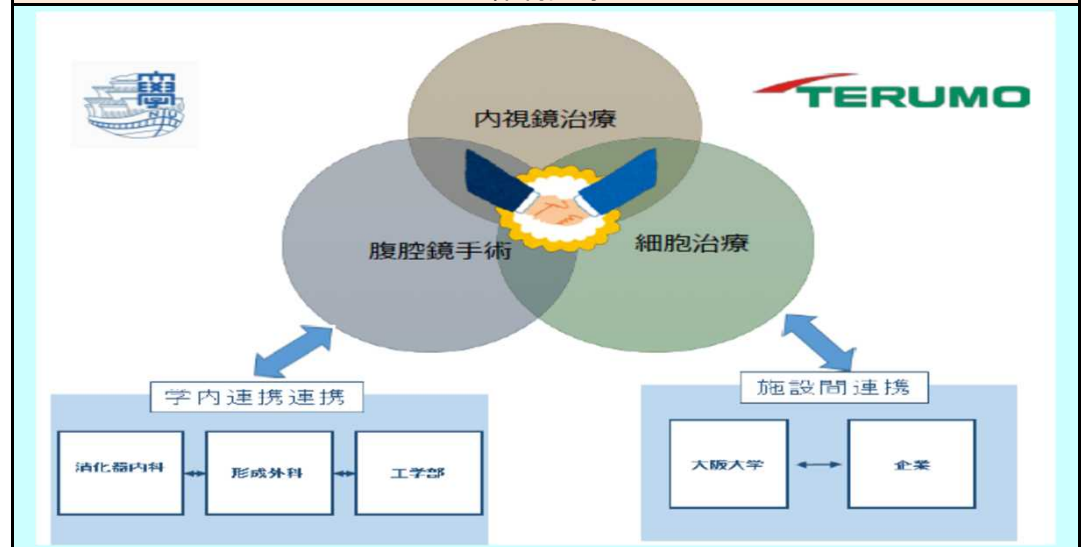 學
TERUMO
内視鏡治療
腹腔鏡手術
細胞治療
学内連携連携
施設間連携
消化器内科
形成外科
工学部
大阪大学
企業